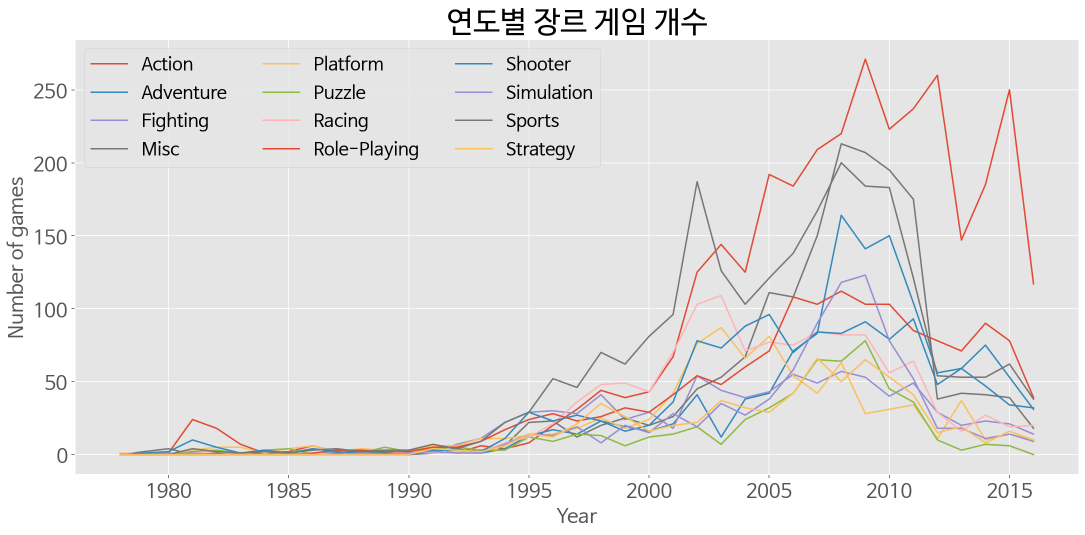 연도별 장르 게임 개수
Action
Adventure
Fighting
Misc
Platform
Puzzle
Racing
Role-Playing
Shooter
Simulation
Sports
Strategy
Number of games
250
200
150
100
50
0
1980 1985 1990 1995 2000 2005 2010 2015
Year